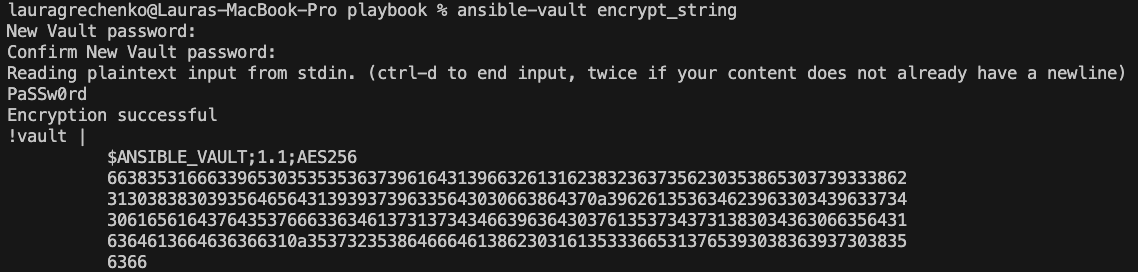 lauragrechenko@Lauras-MacBook-Pro playbook % ansible-vault encrypt_string
New Vault password:
Confirm New Vault password:
Reading plaintext input from stdin. (ctrl-d to end input, twice if your content does not already have a newline)
PaSSw0rd
Encryption successful
!vault |
$ANSIBLE_VAULT;1.1;AES256
66383531666339653035353536373961643139663261316238323637356230353865303739333862
3130383830393564656431393937396335643030663864370a396261353634623963303439633734
30616561643764353766633634613731373434663963643037613537343731383034363066356431
6364613664636366310a353732353864666461386230316135333665313765393038363937303835
6366